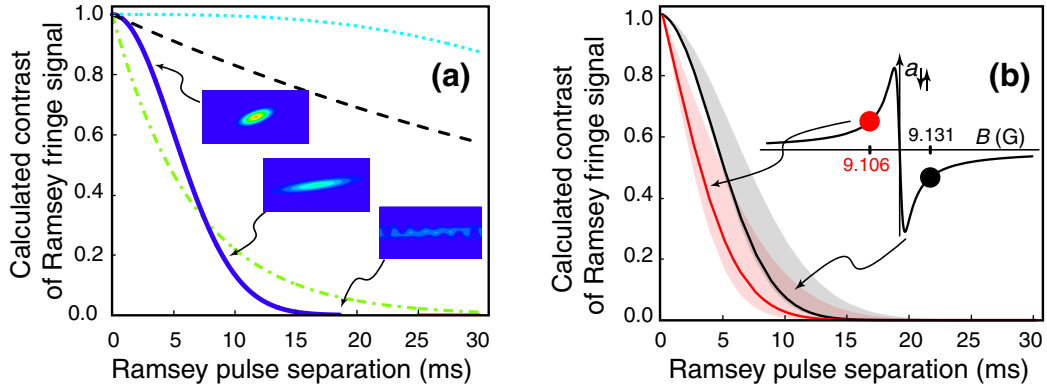 Calculated contrast
of Ramsey fringe signal
1.0
0.8
0.6
0.4
0.2
0.0
(a)
0 5 10 15 20 25 30
Ramsey pulse separation (ms)
Calculated contrast
of Ramsey fringe signal
1.0
0.8
0.6
0.4
0.2
0.0
(b)
a↓↑
9.131 B (G)
9.106
0 5 10 15 20 25 30
Ramsey pulse separation (ms)